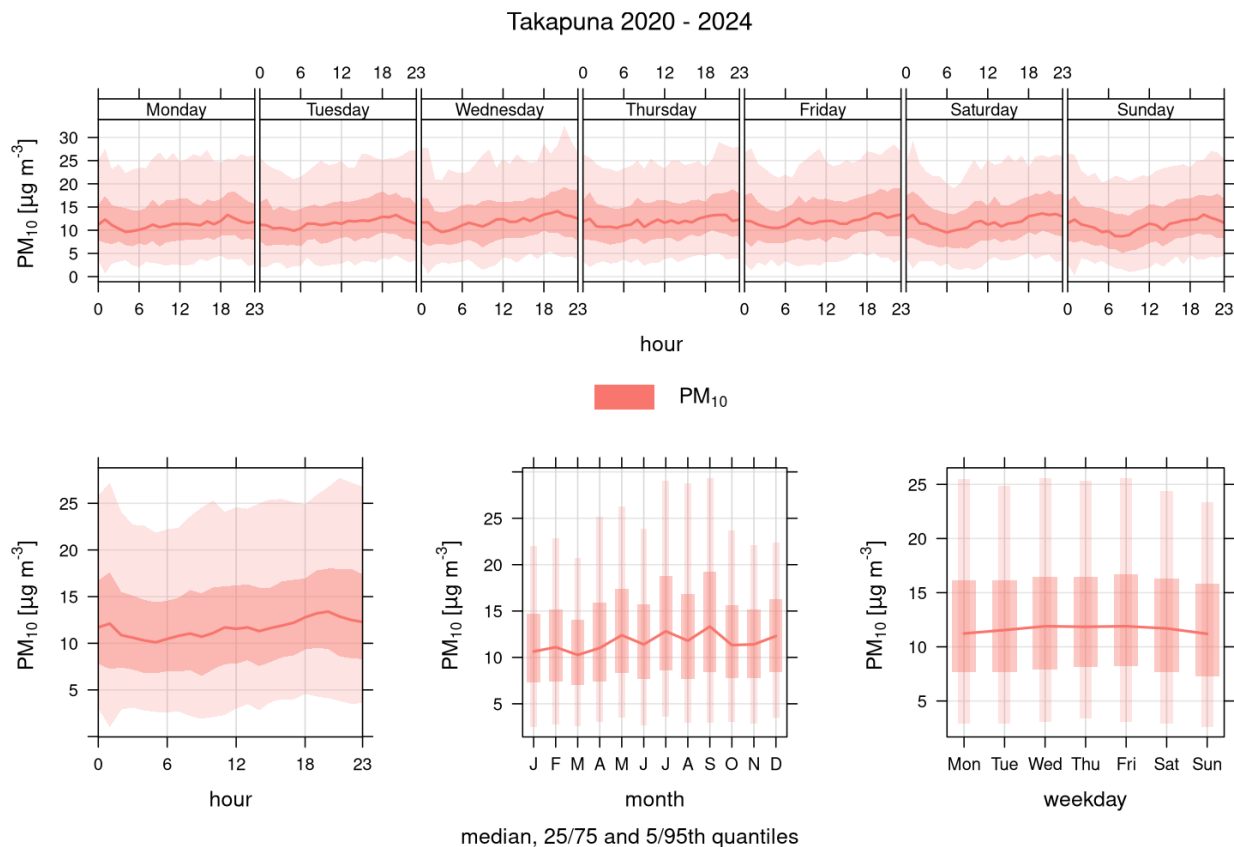 Takapuna 2020 - 2024
0 6 12 18 23 0 6 12 18 23 0 6 12 18 23
Monday Tuesday Wednesday Thursday Friday Saturday Sunday
PM10 [µg m-3]
30
25
20
15
10
5
0
0 6 12 18 23 0 6 12 18 23 0 6 12 18 23 0 6 12 18 23
hour
PM10
PM10 [µg m-3]
25
20
15
10
5
0 6 12 18 23
hour
PM10 [µg m-3]
25
20
15
10
5
J F M A M J J A S O N D
month
PM10 [µg m-3]
25
20
15
10
5
Mon Tue Wed Thu Fri Sat Sun
weekday
median, 25/75 and 5/95th quantiles